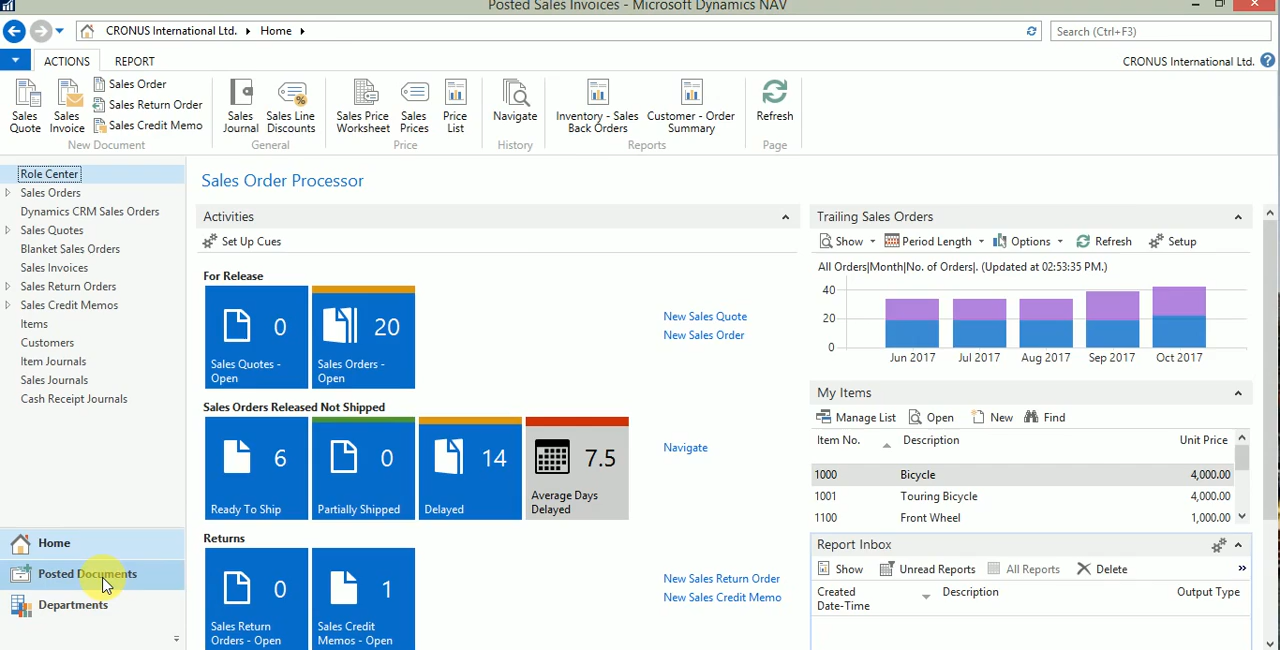 Posted Sales Invoices - Microsoft Dynamics NAV
CRONUS International Ltd. Home
Search (Ctrl+F3)
ACTIONS REPORT
CRONUS International Ltd.
Sales Quote
Sales Invoice
Sales Order
Sales Return Order
Sales Credit Memo
New Document
Sales Journal
Sales Line Discounts
General
Sales Price Worksheet
Sales Prices
Price List
Price
Navigate
History
Inventory - Sales Back Orders
Customer - Order Summary
Reports
Refresh
Page
Role Center
Sales Orders
Dynamics CRM Sales Orders
Sales Quotes
Blanket Sales Orders
Sales Invoices
Sales Return Orders
Sales Credit Memos
Items
Customers
Item Journals
Sales Journals
Cash Receipt Journals
Home
Posted Documents
Departments
Sales Order Processor
Activities
Set Up Cues
For Release
0
Sales Quotes - Open
20
Sales Orders - Open
New Sales Quote
New Sales Order
Sales Orders Released Not Shipped
6
Ready To Ship
0
Partially Shipped
14
Delayed
7.5
Average Days Delayed
Navigate
Returns
0
Sales Return Orders - Open
1
Sales Credit Memos - Open
New Sales Return Order
New Sales Credit Memo
Trailing Sales Orders
Show Period Length Options Refresh Setup
All Orders|Month|No. of Orders|. (Updated at 02:53:35 PM.)
40
20
0
Jun 2017 Jul 2017 Aug 2017 Sep 2017 Oct 2017
My Items
Manage List Open New Find
Item No. Description Unit Price
1000 Bicycle 4,000.00
1001 Touring Bicycle 4,000.00
1100 Front Wheel 1,000.00
Report Inbox
Show Unread Reports All Reports Delete
Created Date-Time Description Output Type